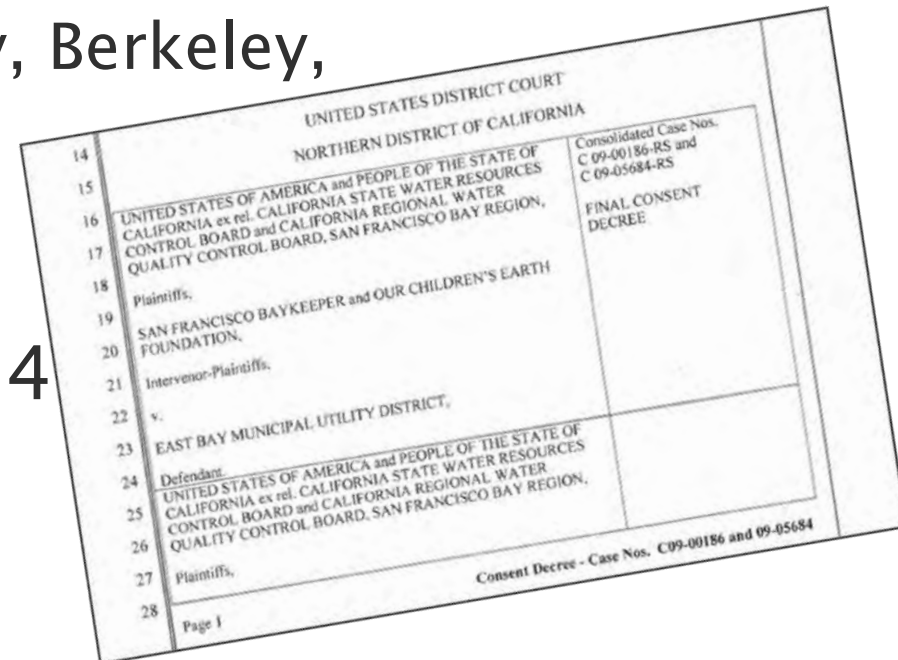 y, Berkeley,
4
UNITED STATES DISTRICT COURT
NORTHERN DISTRICT OF CALIFORNIA
14
15
16 UNITED STATES OF AMERICA and PEOPLE OF THE STATE OF
17 CALIFORNIA ex rel. CALIFORNIA STATE WATER RESOURCES
CONTROL BOARD and CALIFORNIA REGIONAL WATER
QUALITY CONTROL BOARD, SAN FRANCISCO BAY REGION,
18 Plaintiffs,
19 SAN FRANCISCO BAYKEEPER and OUR CHILDREN'S EARTH
20 FOUNDATION,
21 Intervenor-Plaintiffs,
22 v.
23 EAST BAY MUNICIPAL UTILITY DISTRICT,
24 Defendant.
Consolidated Case Nos.
C 09-00186-RS and
C 09-05684-RS
FINAL CONSENT
DECREE
UNITED STATES OF AMERICA and PEOPLE OF THE STATE OF
25 CALIFORNIA ex rel. CALIFORNIA STATE WATER RESOURCES
CONTROL BOARD and CALIFORNIA REGIONAL WATER
26 QUALITY CONTROL BOARD, SAN FRANCISCO BAY REGION,
27 Plaintiffs,
28
Page 1
Consent Decree - Case Nos. C09-00186 and 09-05684